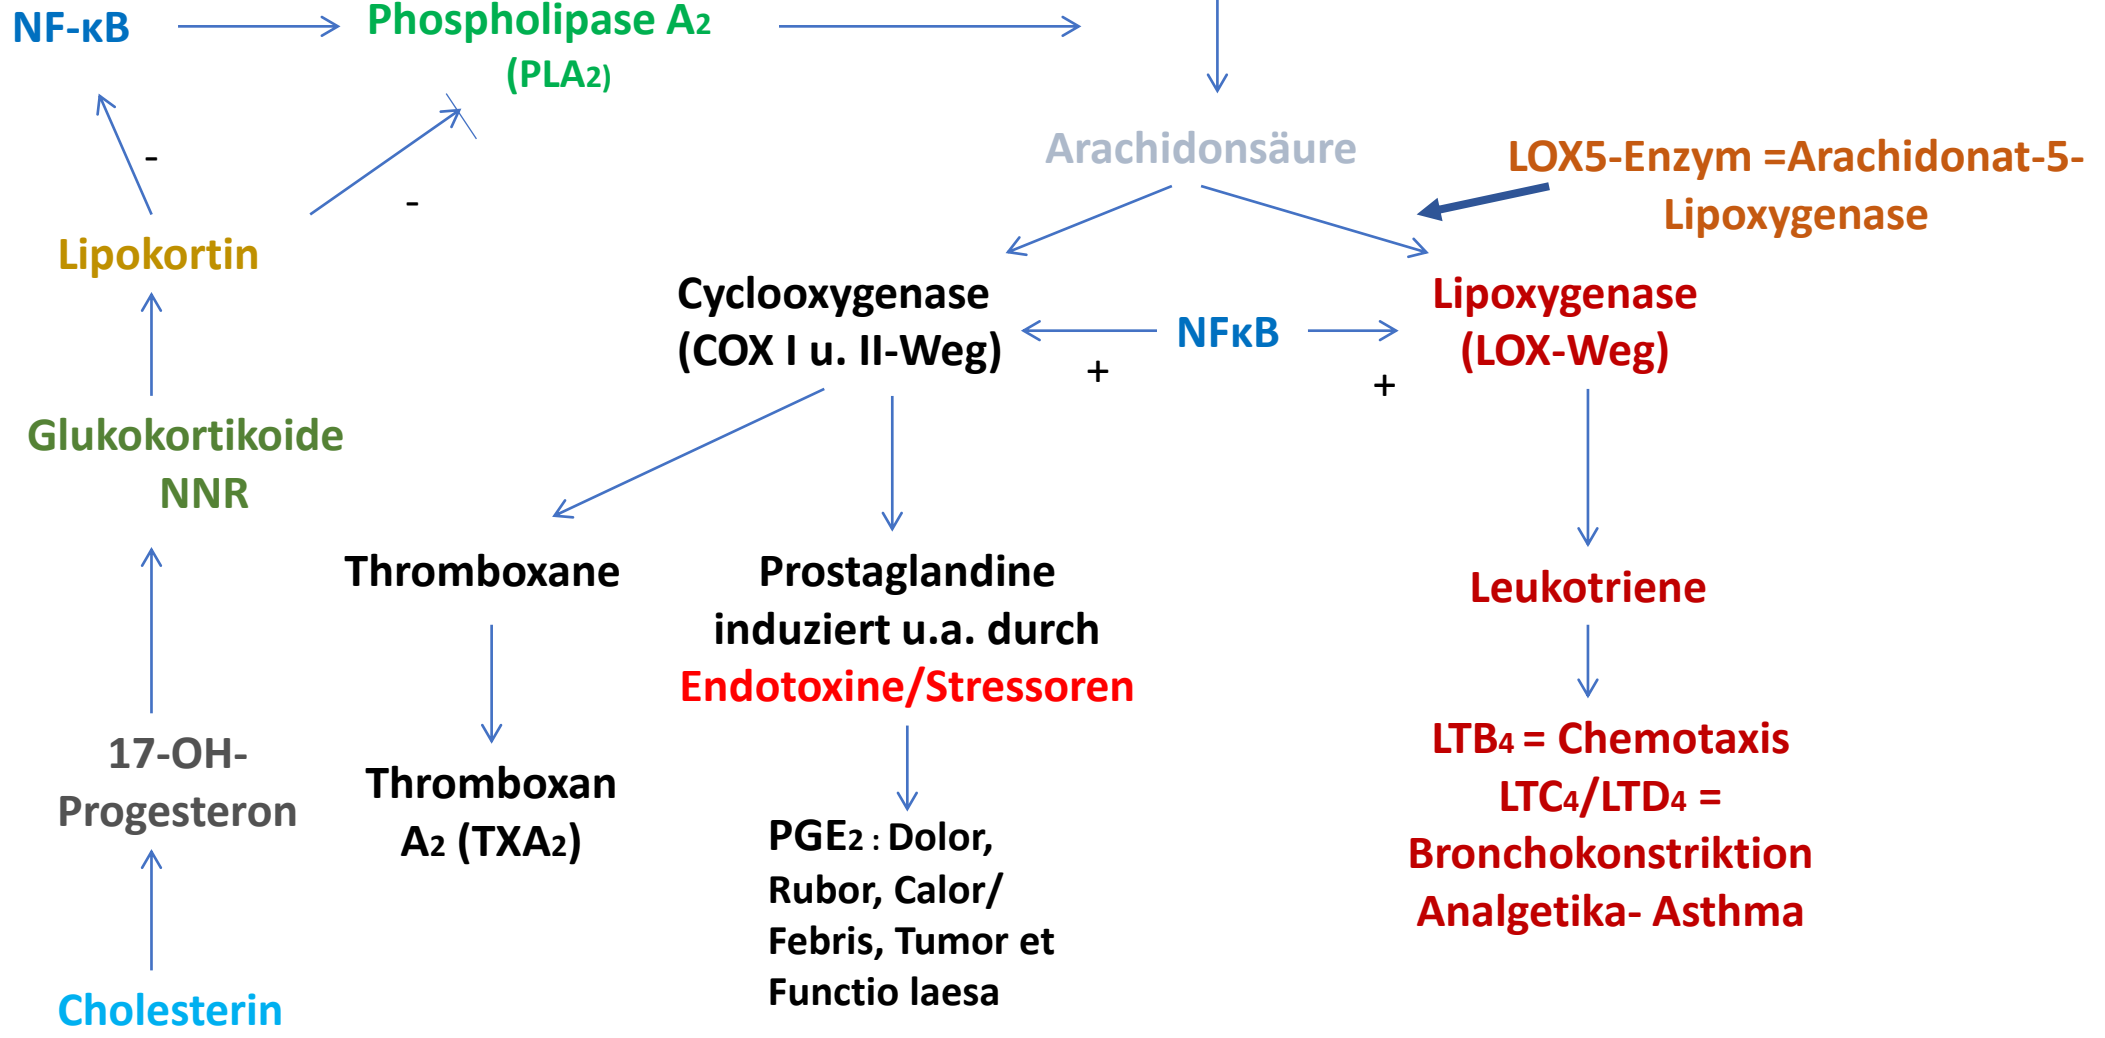 NF-κB
Phospholipase A2
(PLA2)
Arachidonsäure
LOX5-Enzym =Arachidonat-5-
Lipoxygenase
-
-
Lipokortin
Cyclooxygenase
(COX I u. II-Weg)
NFκB
+
+
Lipoxygenase
(LOX-Weg)
Glukokortikoide
NNR
Thromboxane
Prostaglandine
induziert u.a. durch
Endotoxine/Stressoren
Leukotriene
17-OH-
Progesteron
Thromboxan
A2 (TXA2)
PGE2 : Dolor,
Rubor, Calor/
Febris, Tumor et
Functio laesa
LTB4 = Chemotaxis
LTC4/LTD4 =
Bronchokonstriktion
Analgetika- Asthma
Cholesterin